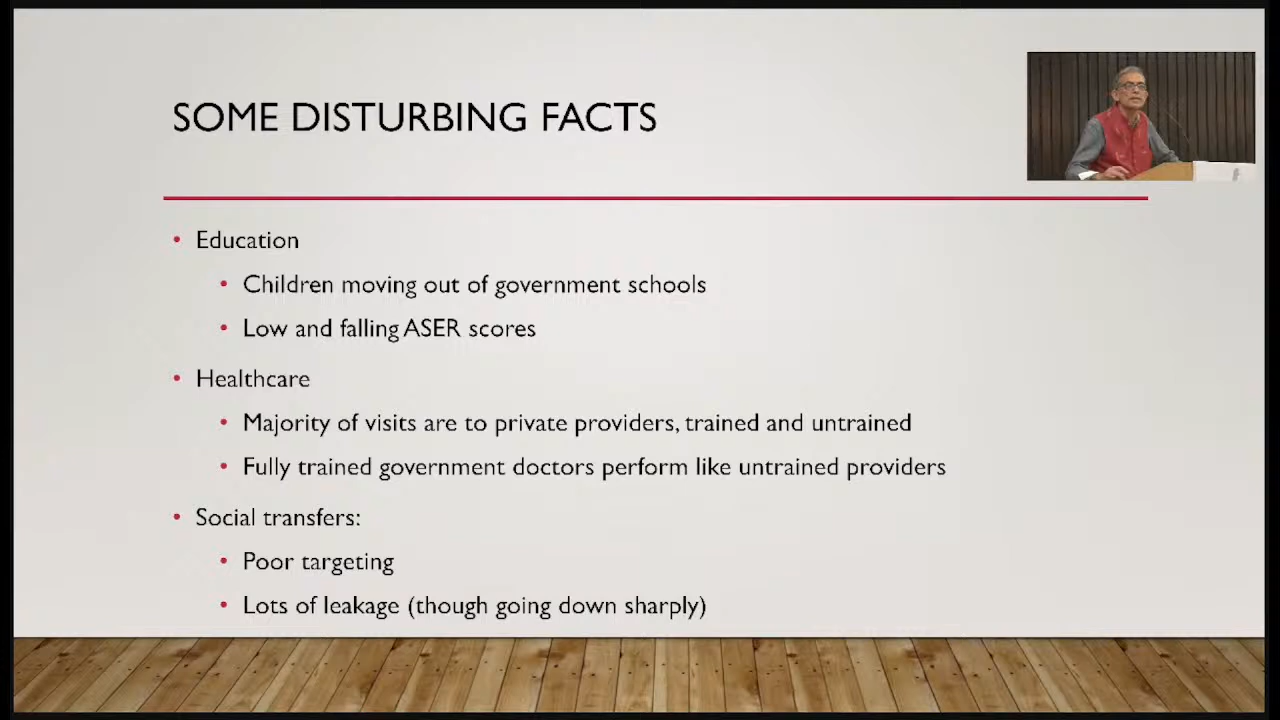 SOME DISTURBING FACTS
• Education
• Children moving out of government schools
• Low and falling ASER scores
• Healthcare
• Majority of visits are to private providers, trained and untrained
• Fully trained government doctors perform like untrained providers
• Social transfers:
• Poor targeting
• Lots of leakage (though going down sharply)